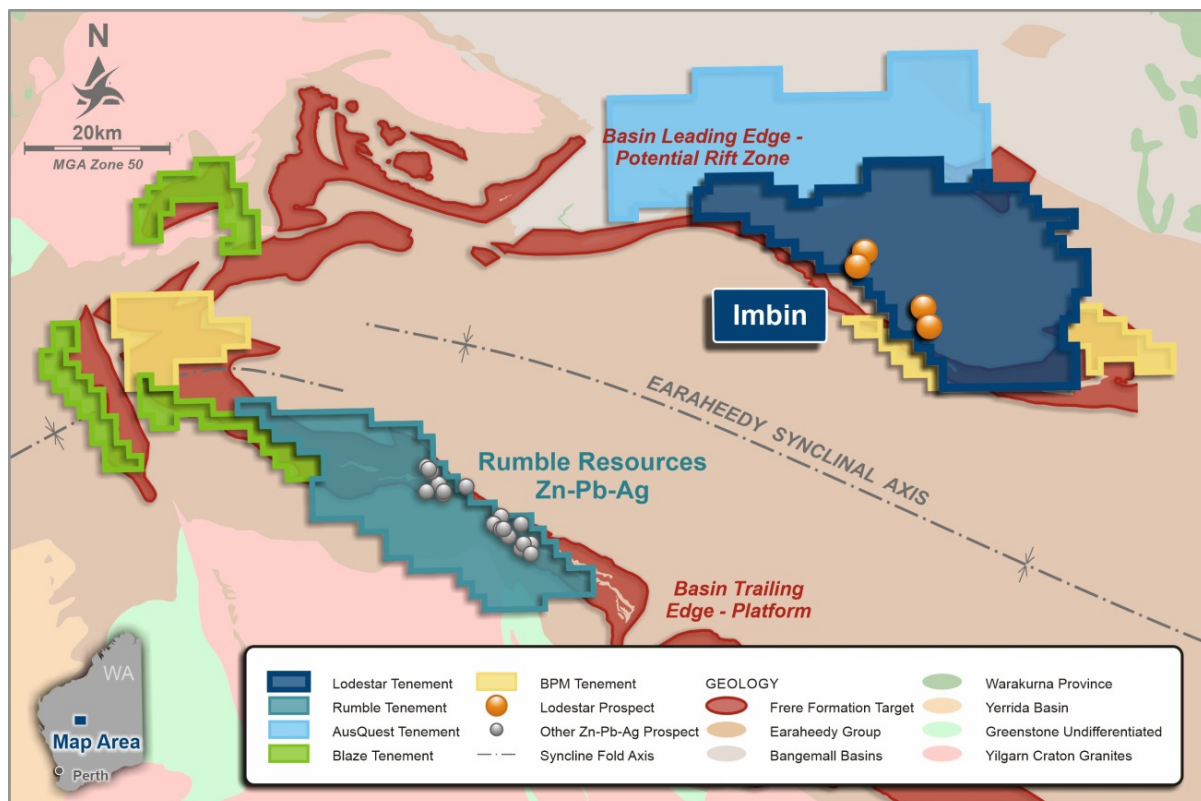 N
20km
MGA Zone 50
Basin Leading Edge -
Potential Rift Zone
Imbin
EARAHEEDY SYNCLINAL AXIS
Rumble Resources
Zn-Pb-Ag
Basin Trailing
Edge - Platform
WA
Map Area
Perth
Lodestar Tenement
Rumble Tenement
AusQuest Tenement
Blaze Tenement
BPM Tenement
Lodestar Prospect
Other Zn-Pb-Ag Prospect
Syncline Fold Axis
GEOLOGY
Frere Formation Target
Earaheedy Group
Bangemall Basins
Warakurna Province
Yerrida Basin
Greenstone Undifferentiated
Yilgarn Craton Granites